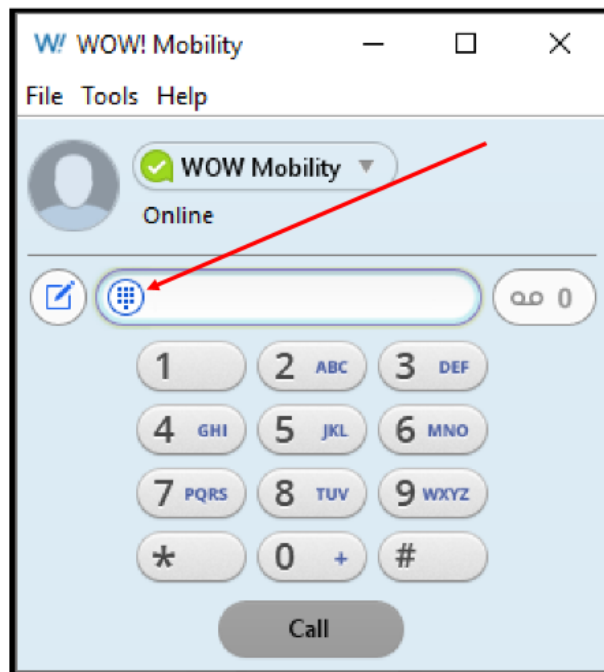 W! WOW! Mobility
File Tools Help
WOW Mobility
Online
0
1 2 ABC 3 DEF
4 GHI 5 JKL 6 MNO
7 PQRS 8 TUV 9 WXYZ
* 0 + #
Call